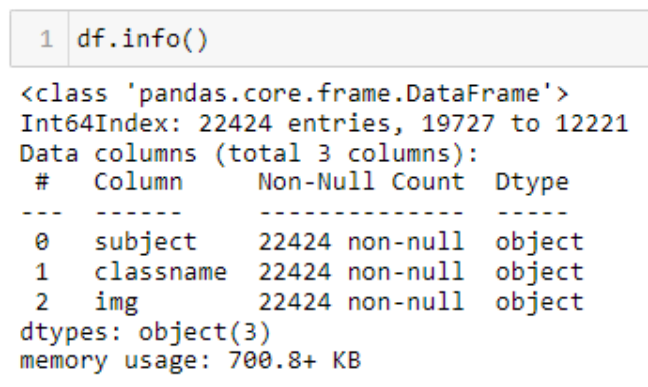 1 df.info()
<class 'pandas.core.frame.DataFrame'>
Int64Index: 22424 entries, 19727 to 12221
Data columns (total 3 columns):
 #   Column     Non-Null Count  Dtype
---  ------     --------------  -----
 0   subject    22424 non-null  object
 1   classname  22424 non-null  object
 2   img        22424 non-null  object
dtypes: object(3)
memory usage: 700.8+ KB